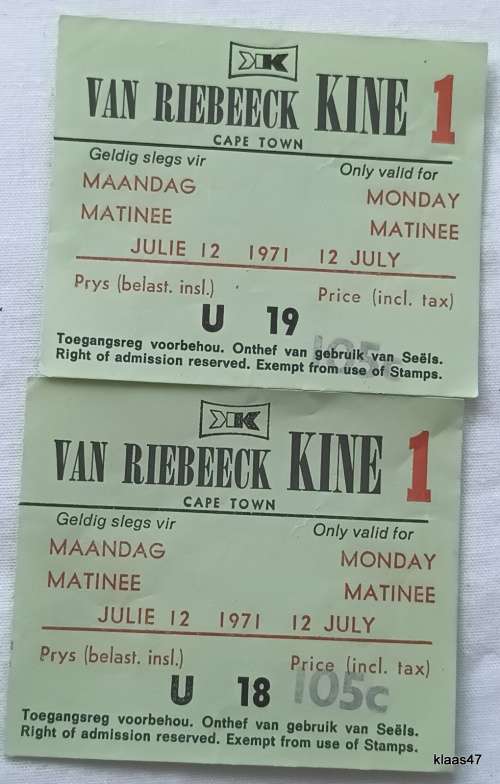 VAN RIEBEECK KINE 1
CAPE TOWN
Geldig slegs vir Only valid for
MAANDAG MONDAY
MATINEE MATINEE
JULIE 12 1971 12 JULY
Prys (belast. insl.) Price (incl. tax)
U 19 105c
Toegangsreg voorbehou. Onthef van gebruik van Seëls.
Right of admission reserved. Exempt from use of Stamps.
VAN RIEBEECK KINE 1
CAPE TOWN
Geldig slegs vir Only valid for
MAANDAG MONDAY
MATINEE MATINEE
JULIE 12 1971 12 JULY
Prys (belast. insl.) Price (incl. tax)
U 18 105c
Toegangsreg voorbehou. Onthef van gebruik van Seëls.
Right of admission reserved. Exempt from use of Stamps.
klaas47